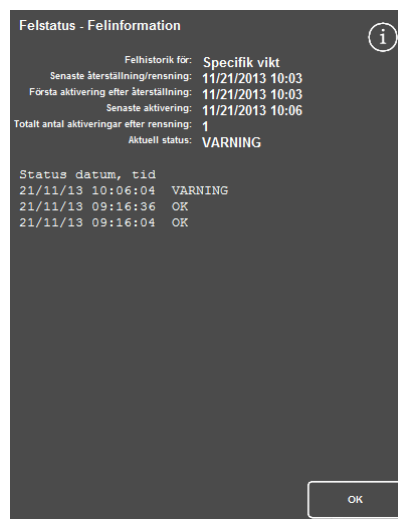 Felstatus - Felinformation
i
Felhistorik för: Specifik vikt
Senaste återställning/rensning: 11/21/2013 10:03
Första aktivering efter återställning: 11/21/2013 10:03
Senaste aktivering: 11/21/2013 10:06
Totalt antal aktiveringar efter rensning: 1
Aktuell status: VARNING
Status datum, tid
21/11/13 10:06:04 VARNING
21/11/13 09:16:36 OK
21/11/13 09:16:04 OK
OK